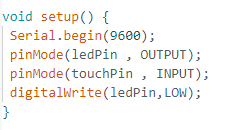 void setup() {
 Serial.begin(9600);
 pinMode(ledPin , OUTPUT);
 pinMode(touchPin , INPUT);
 digitalWrite(ledPin,LOW);
}